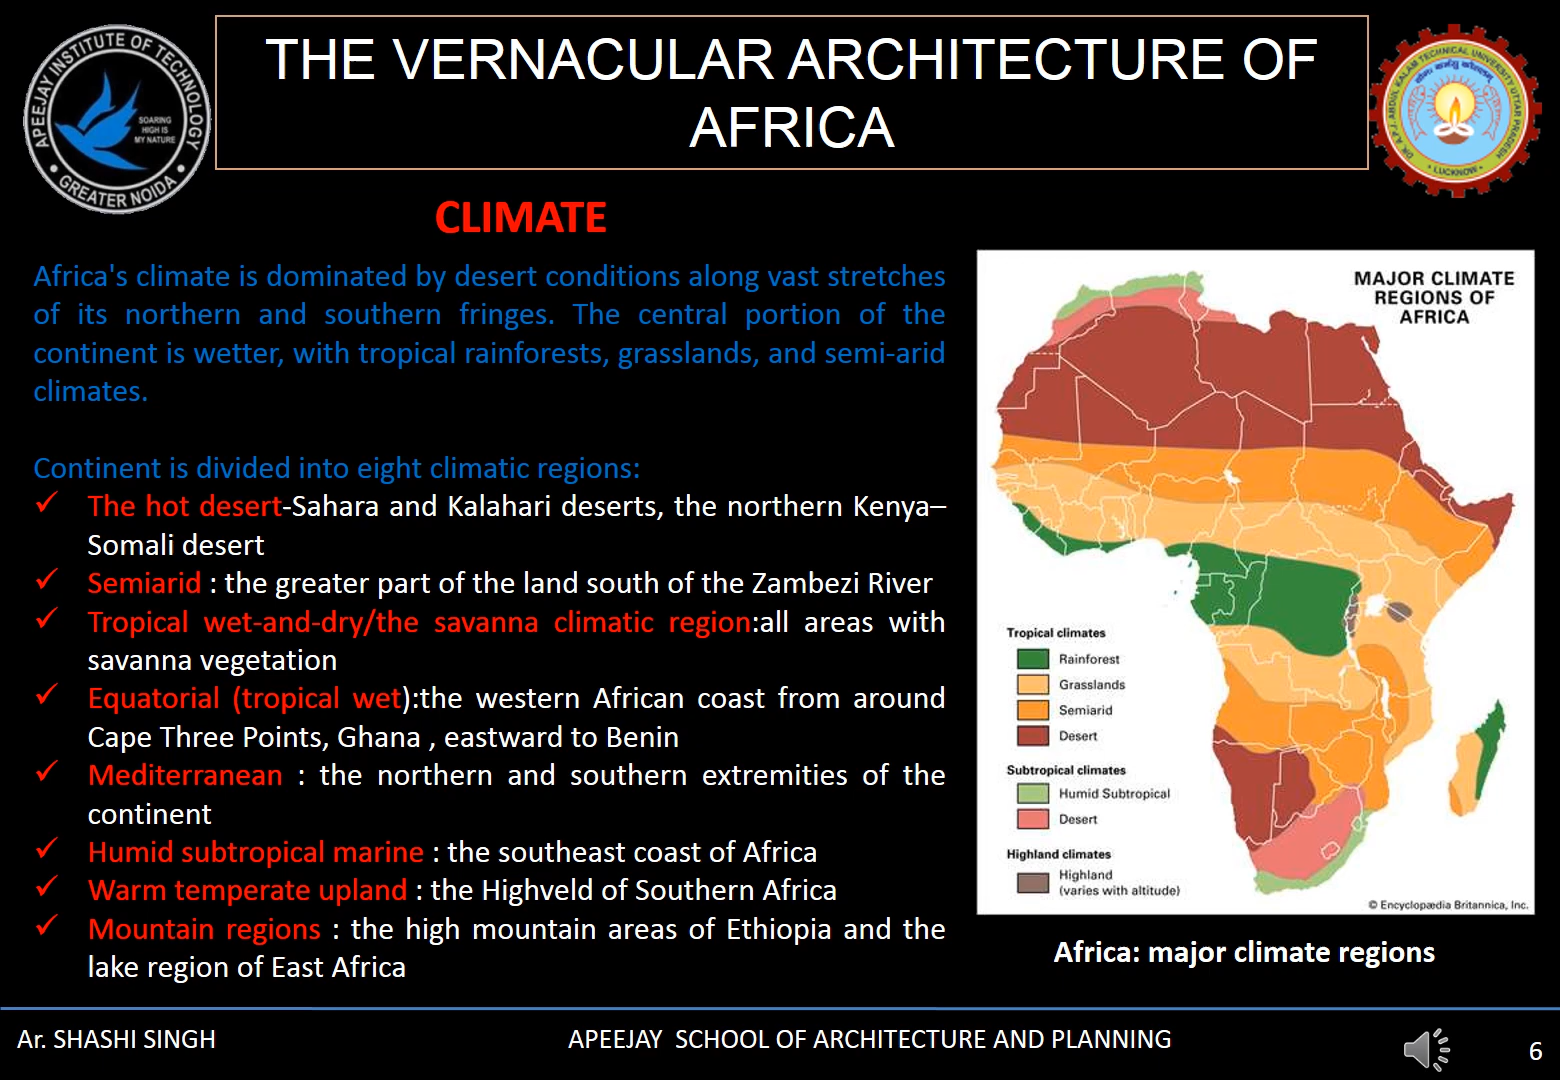 APEEJAY INSTITUTE OF TECHNOLOGY
SOARING
HIGH IS
MY NATURE
• GREATER NOIDA •
THE VERNACULAR ARCHITECTURE OF
AFRICA
DR. A.P.J. ABDUL KALAM TECHNICAL UNIVERSITY UTTAR PRADESH
• LUCKNOW •
CLIMATE
Africa's climate is dominated by desert conditions along vast stretches
of its northern and southern fringes. The central portion of the
continent is wetter, with tropical rainforests, grasslands, and semi-arid
climates.
Continent is divided into eight climatic regions:
✓ The hot desert-Sahara and Kalahari deserts, the northern Kenya–
Somali desert
✓ Semiarid : the greater part of the land south of the Zambezi River
✓ Tropical wet-and-dry/the savanna climatic region:all areas with
savanna vegetation
✓ Equatorial (tropical wet):the western African coast from around
Cape Three Points, Ghana , eastward to Benin
✓ Mediterranean : the northern and southern extremities of the
continent
✓ Humid subtropical marine : the southeast coast of Africa
✓ Warm temperate upland : the Highveld of Southern Africa
✓ Mountain regions : the high mountain areas of Ethiopia and the
lake region of East Africa
MAJOR CLIMATE
REGIONS OF
AFRICA
Tropical climates
Rainforest
Grasslands
Semiarid
Desert
Subtropical climates
Humid Subtropical
Desert
Highland climates
Highland
(varies with altitude)
© Encyclopædia Britannica, Inc.
Africa: major climate regions
Ar. SHASHI SINGH
APEEJAY SCHOOL OF ARCHITECTURE AND PLANNING
6